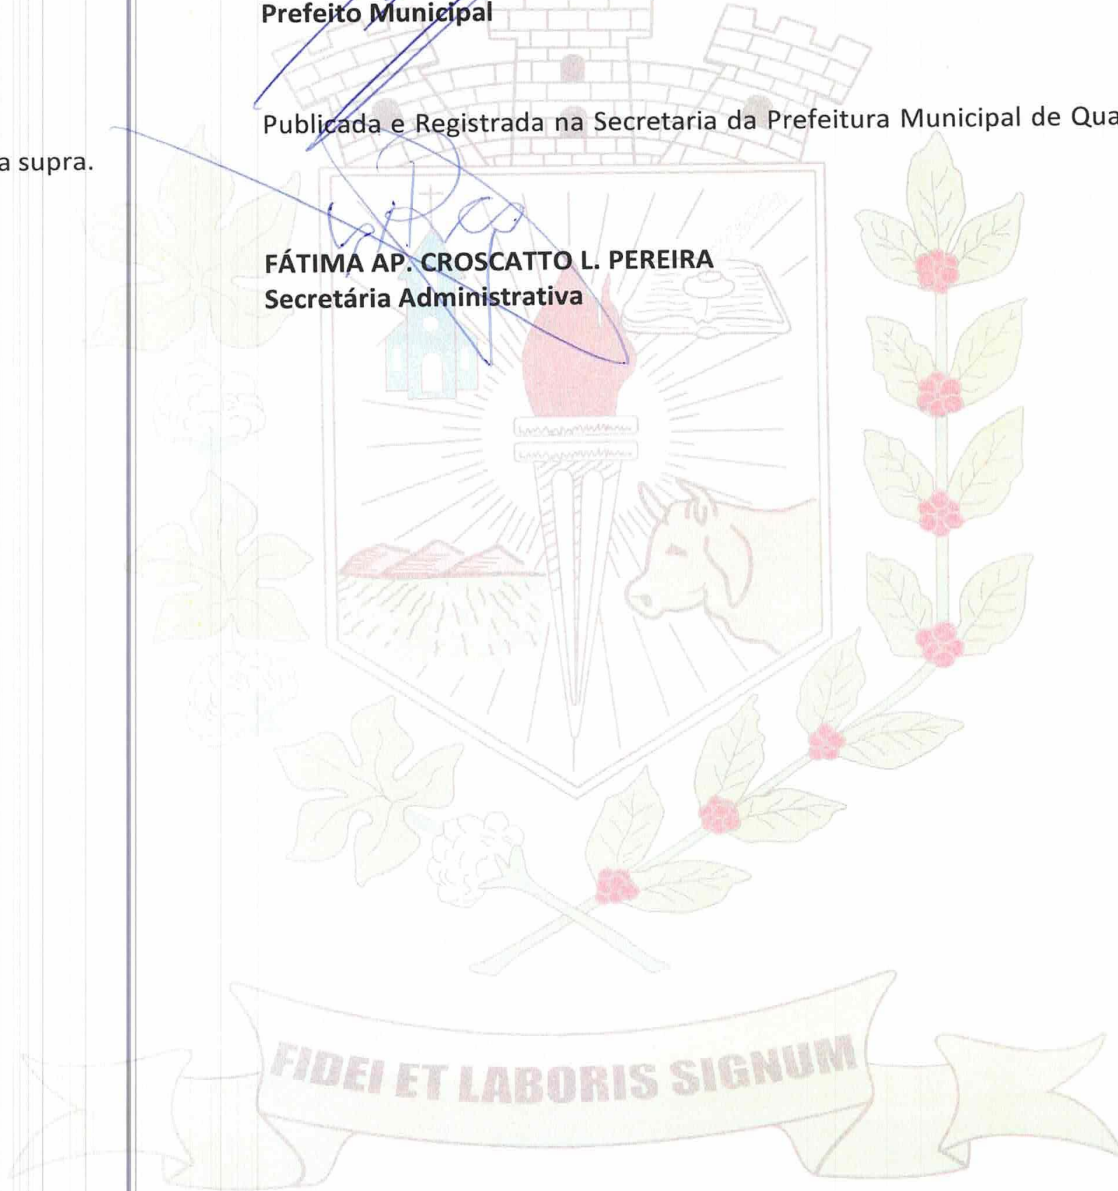 Prefeito Municipal
Publicada e Registrada na Secretaria da Prefeitura Municipal de Qua
a supra.
FÁTIMA AP. CROSCATTO L. PEREIRA
Secretária Administrativa
FIDEI ET LABORIS SIGNUM